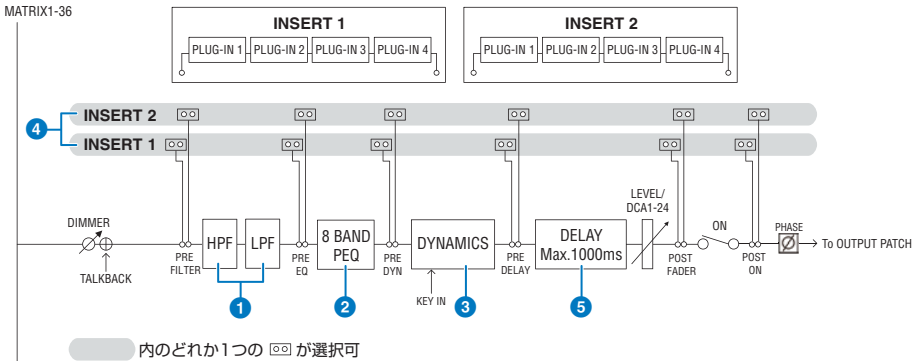 MATRIX1-36
INSERT 1
PLUG-IN 1 PLUG-IN 2 PLUG-IN 3 PLUG-IN 4
INSERT 2
PLUG-IN 1 PLUG-IN 2 PLUG-IN 3 PLUG-IN 4
4
INSERT 2
INSERT 1
DIMMER
TALKBACK
PRE
FILTER
HPF
LPF
1
PRE
EQ
8 BAND
PEQ
2
PRE
DYN
DYNAMICS
KEY IN
3
PRE
DELAY
DELAY
Max.1000ms
5
LEVEL/
DCA1-24
POST
FADER
ON
POST
ON
PHASE
Ø
To OUTPUT PATCH
内のどれか1つの が選択可